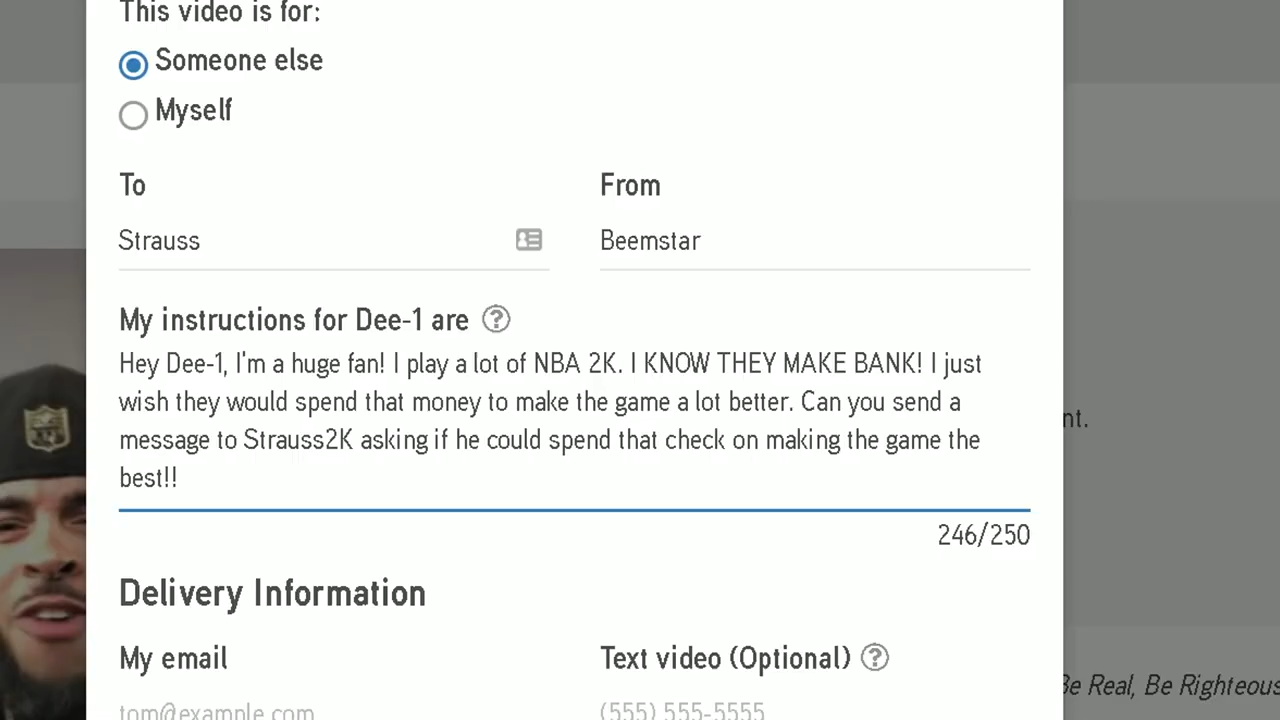 This video is for:
Someone else
Myself
To
From
Strauss
Beemstar
My instructions for Dee-1 are ?
Hey Dee-1, I'm a huge fan! I play a lot of NBA 2K. I KNOW THEY MAKE BANK! I just
wish they would spend that money to make the game a lot better. Can you send a
message to Strauss2K asking if he could spend that check on making the game the
best!!
nt.
246/250
Delivery Information
My email
Text video (Optional) ?
Be Real, Be Righteous
tom@example.com
(555) 555-5555
NFL